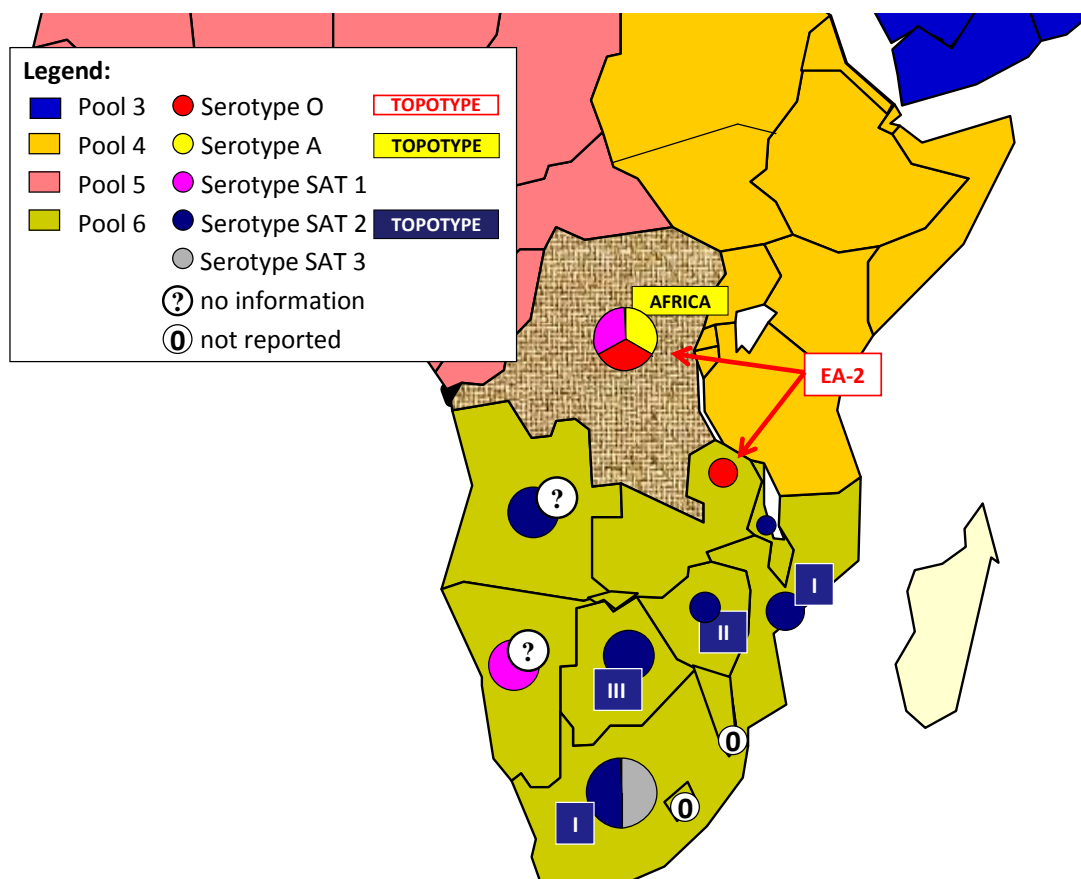 Legend:
Pool 3
Serotype O
TOPOTYPE
Pool 4
Serotype A
TOPOTYPE
Pool 5
Serotype SAT 1
Pool 6
Serotype SAT 2
TOPOTYPE
Serotype SAT 3
? no information
0 not reported
AFRICA
EA-2
?
I
II
?
III
0
I
0